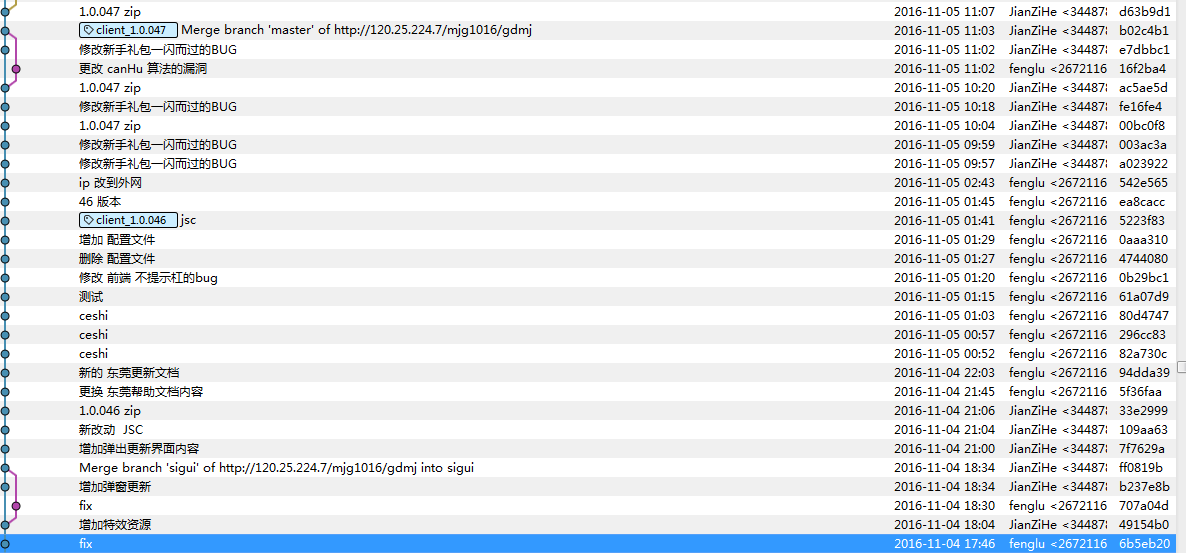 1.0.047 zip 2016-11-05 11:07 JianZiHe <344878 d63b9d1
client_1.0.047 Merge branch 'master' of http://120.25.224.7/mjg1016/gdmj 2016-11-05 11:03 JianZiHe <344878 b02c4b1
修改新手礼包一闪而过的BUG 2016-11-05 11:02 JianZiHe <344878 e7dbbc1
更改 canHu 算法的漏洞 2016-11-05 11:02 fenglu <2672116 16f2ba4
1.0.047 zip 2016-11-05 10:20 JianZiHe <344878 ac5ae5d
修改新手礼包一闪而过的BUG 2016-11-05 10:18 JianZiHe <344878 fe16fe4
1.0.047 zip 2016-11-05 10:04 JianZiHe <344878 00bc0f8
修改新手礼包一闪而过的BUG 2016-11-05 09:59 JianZiHe <344878 003ac3a
修改新手礼包一闪而过的BUG 2016-11-05 09:57 JianZiHe <344878 a023922
ip 改到外网 2016-11-05 02:43 fenglu <2672116 542e565
46 版本 2016-11-05 01:45 fenglu <2672116 ea8cacc
client_1.0.046 jsc 2016-11-05 01:41 fenglu <2672116 5223f83
增加 配置文件 2016-11-05 01:29 fenglu <2672116 0aaa310
删除 配置文件 2016-11-05 01:27 fenglu <2672116 4744080
修改 前端 不提示杠的bug 2016-11-05 01:20 fenglu <2672116 0b29bc1
测试 2016-11-05 01:15 fenglu <2672116 61a07d9
ceshi 2016-11-05 01:03 fenglu <2672116 80d4747
ceshi 2016-11-05 00:57 fenglu <2672116 296cc83
ceshi 2016-11-05 00:52 fenglu <2672116 82a730c
新的 东莞更新文档 2016-11-04 22:03 fenglu <2672116 94dda39
更换 东莞帮助文档内容 2016-11-04 21:45 fenglu <2672116 5f36faa
1.0.046 zip 2016-11-04 21:06 JianZiHe <344878 33e2999
新改动 JSC 2016-11-04 21:04 JianZiHe <344878 109aa63
增加弹出更新界面内容 2016-11-04 21:00 JianZiHe <344878 7f7629a
Merge branch 'sigui' of http://120.25.224.7/mjg1016/gdmj into sigui 2016-11-04 18:34 JianZiHe <344878 ff0819b
增加弹窗更新 2016-11-04 18:34 JianZiHe <344878 b237e8b
fix 2016-11-04 18:30 fenglu <2672116 707a04d
增加特效资源 2016-11-04 18:04 JianZiHe <344878 49154b0
fix 2016-11-04 17:46 fenglu <2672116 6b5eb20